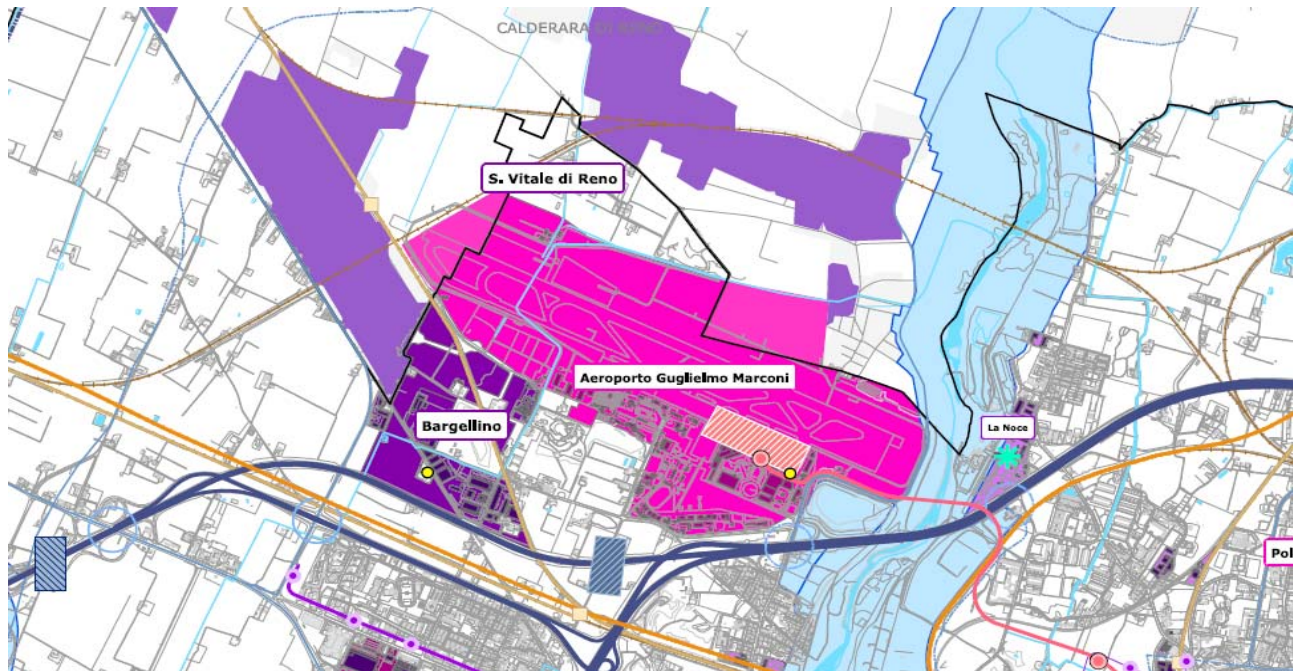 CALDERARA DI RENO
S. Vitale di Reno
Aeroporto Guglielmo Marconi
Bargellino
La Noce
Pol